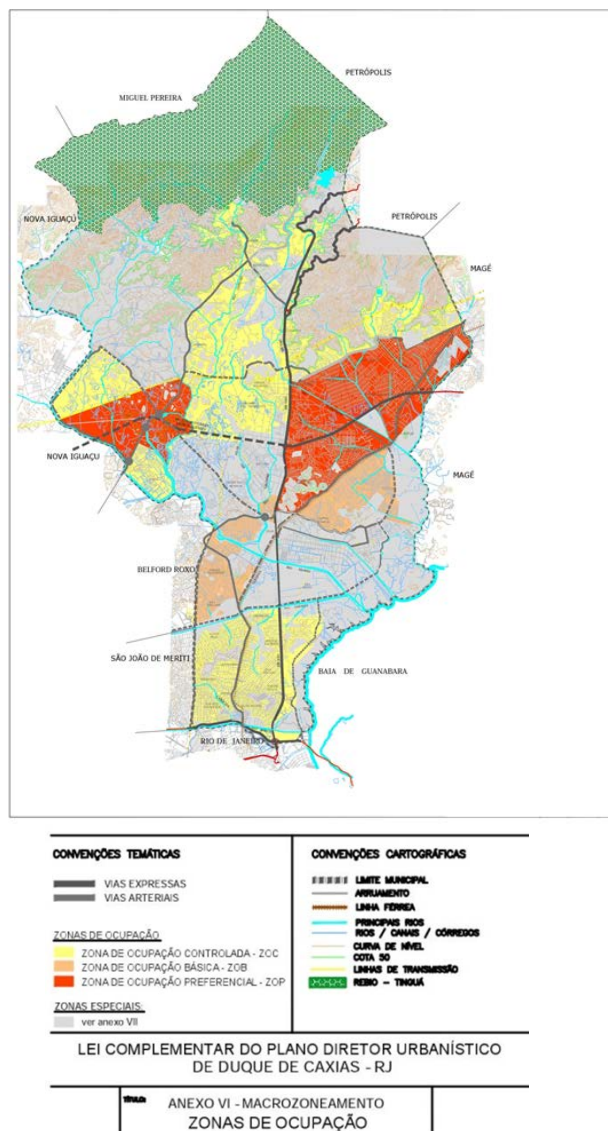 PETRÓPOLIS
MIGUEL PEREIRA
NOVA IGUAÇÚ
PETRÓPOLIS
MAGÉ
NOVA IGUAÇU
MAGÉ
BELFORD ROXO
SÃO JOÃO DE MERITI
BAIA DE GUANABARA
RIO DE JANEIRO
CONVENÇÕES TEMÁTICAS
VIAS EXPRESSAS
VIAS ARTERIAIS
ZONAS DE OCUPAÇÃO
ZONA DE OCUPAÇÃO CONTROLADA - ZOC
ZONA DE OCUPAÇÃO BÁSICA - ZOB
ZONA DE OCUPAÇÃO PREFERENCIAL - ZOP
ZONAS ESPECIAIS:
ver anexo VII
CONVENÇÕES CARTOGRÁFICAS
LIMITE MUNICIPAL
ARRUAMENTO
LINHA FÉRREA
PRINCIPAIS RIOS
RIOS / CANAIS / CÓRREGOS
CURVA DE NÍVEL
COTA 50
LINHAS DE TRANSMISSÃO
REBIO - TINGUÁ
LEI COMPLEMENTAR DO PLANO DIRETOR URBANÍSTICO
DE DUQUE DE CAXIAS - RJ
TÍTULO:
ANEXO VI - MACROZONEAMENTO
ZONAS DE OCUPAÇÃO